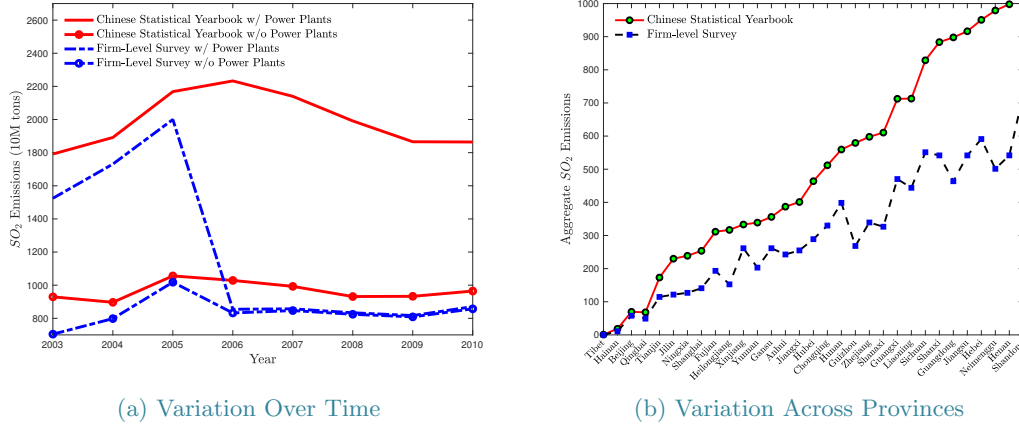 2600
2400
2200
2000
1800
1600
1400
1200
1000
800
SO2 Emissions (10M tons)
Chinese Statistical Yearbook w/ Power Plants
Chinese Statistical Yearbook w/o Power Plants
Firm-Level Survey w/ Power Plants
Firm-Level Survey w/o Power Plants
2003 2004 2005 2006 2007 2008 2009 2010
Year
(a) Variation Over Time
1000
900
800
700
600
500
400
300
200
100
0
Aggregate SO2 Emissions
Chinese Statistical Yearbook
Firm-level Survey
Tibet
Hainan
Beijing
Qinghai
Tianjin
Jilin
Ningxia
Shanghai
Fujian
Heilongjiang
Xinjiang
Yunnan
Gansu
Anhui
Jiangxi
Hubei
Chongqing
Hunan
Guizhou
Zhejiang
Shanaxi
Guangxi
Liaoning
Sichuan
Shanxi
Guangdong
Jiangsu
Hebei
Neimenggu
Henan
Shandon
(b) Variation Across Provinces